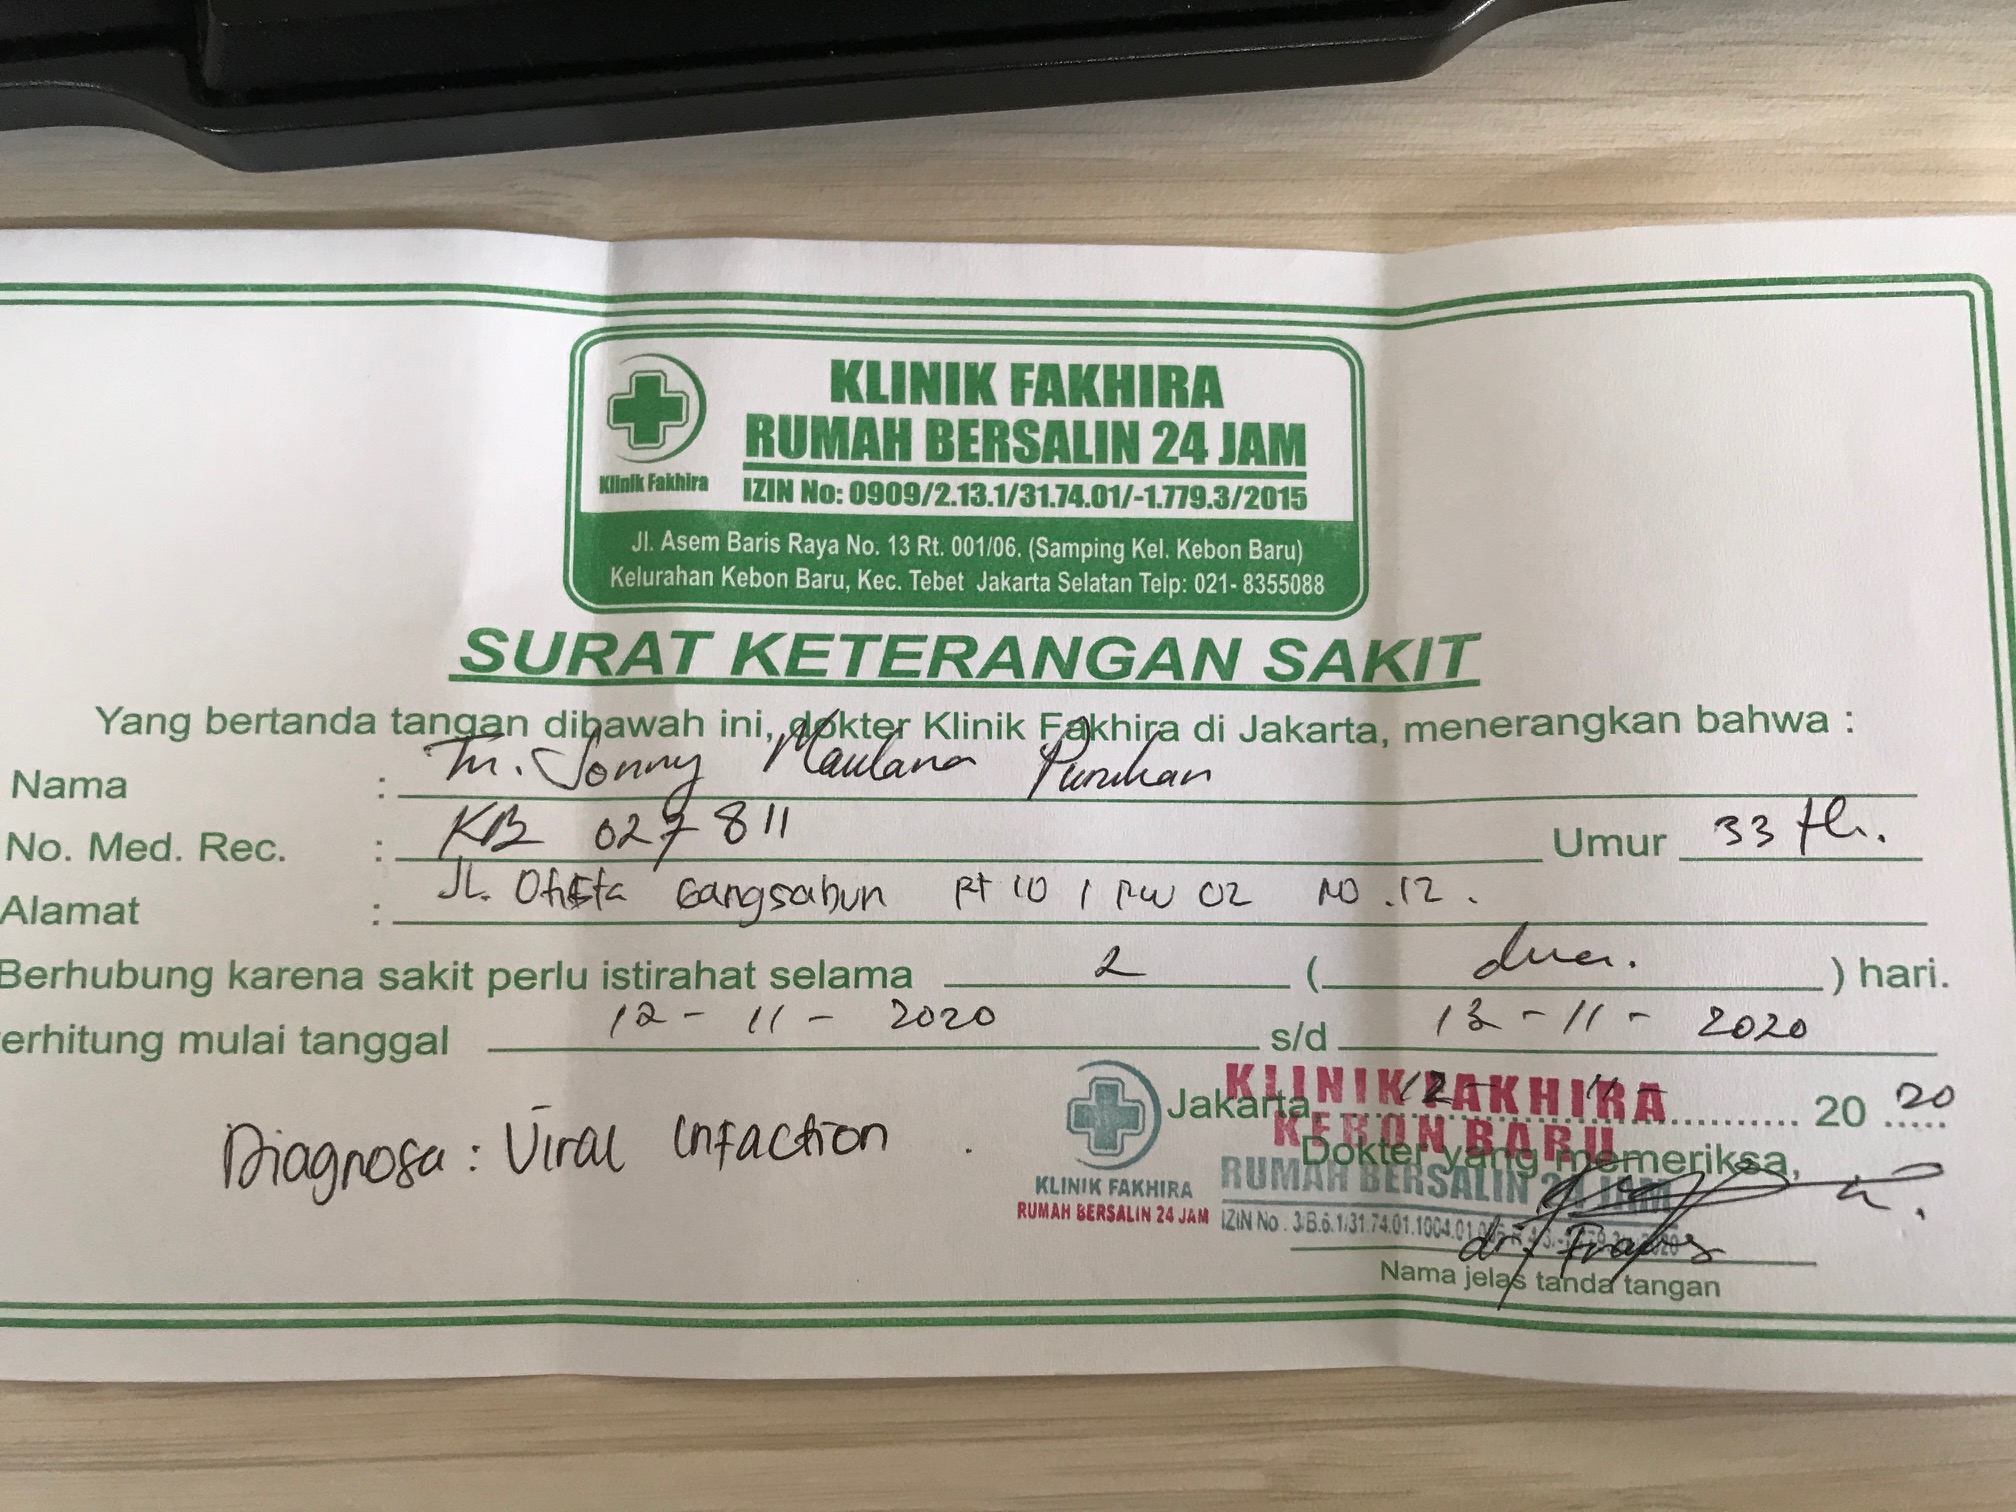 KLINIK FAKHIRA
RUMAH BERSALIN 24 JAM
Klinik Fakhira IZIN No: 0909/2.13.1/31.74.01/-1.779.3/2015
Jl. Asem Baris Raya No. 13 Rt. 001/06. (Samping Kel. Kebon Baru)
Kelurahan Kebon Baru, Kec. Tebet Jakarta Selatan Telp: 021- 8355088
SURAT KETERANGAN SAKIT
Yang bertanda tangan dibawah ini, dokter Klinik Fakhira di Jakarta, menerangkan bahwa :
Nama : Tn. Jonny Maulana
No. Med. Rec. : KB 029 811 Umur 33 th.
Alamat : JL. Bangsahun Rt 10 / RW 02 NO . 12 .
Berhubung karena sakit perlu istirahat selama 2 ( dua. ) hari.
erhitung mulai tanggal 12 - 11 - 2020 s/d 13 - 11 - 2020
Jakarta 12 / 11 20 20
KLINIK FAKHIRA
KEBON BARU
Diagnosa : Viral Infaction .
Dokter yang memeriksa,
KLINIK FAKHIRA
RUMAH BERSALIN 24 JAM
RUMAH BERSALIN 24 JAM
IZIN No. 3.B.6.1/31.74.01.1004.01
dr.
Nama jelas tanda tangan